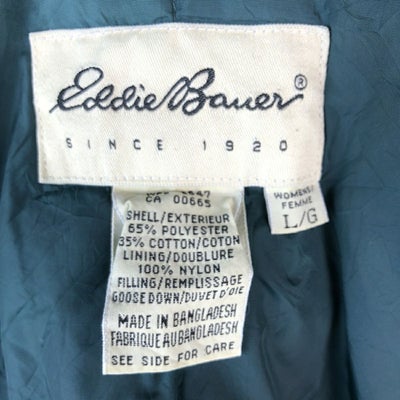 Eddie Bauer®
SINCE 1920
WOMENS/
FEMME
L/G
CA 00665
SHELL/EXTERIEUR
65% POLYESTER
35% COTTON/COTON
LINING/DOUBLURE
100% NYLON
FILLING/REMPLISSAGE
GOOSE DOWN/DUVET D'OIE
MADE IN BANGLADESH
FABRIQUE AU BANGLADESH
SEE SIDE FOR CARE